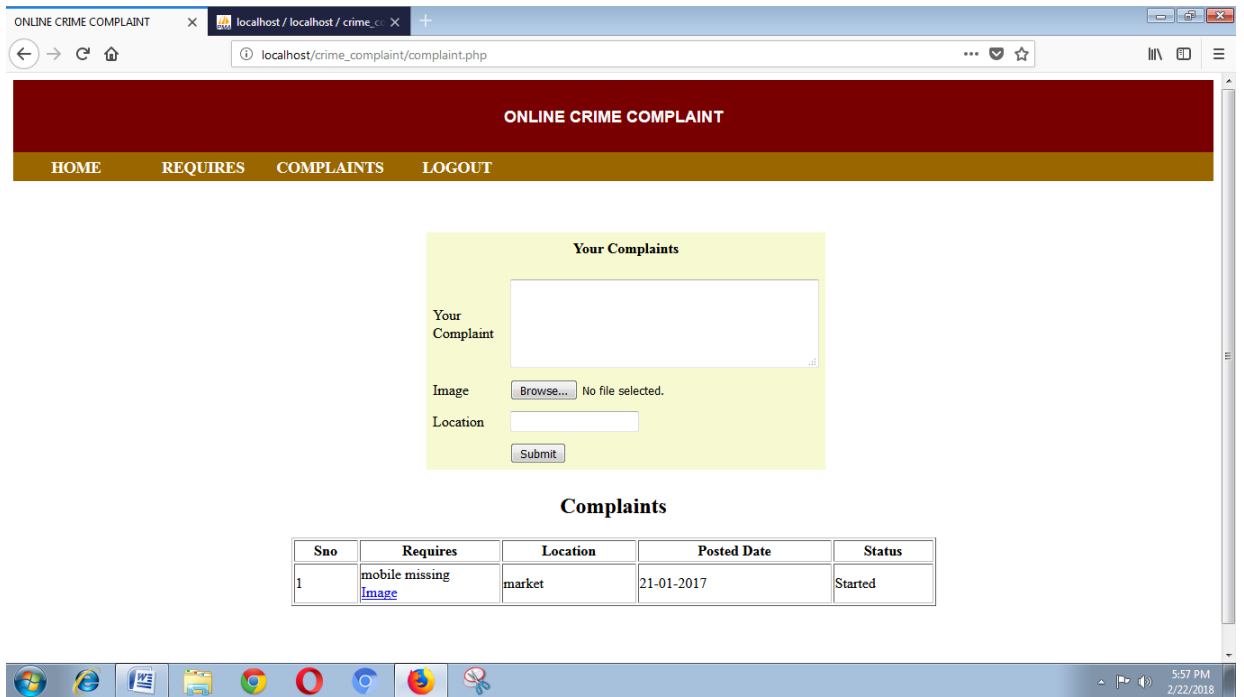 ONLINE CRIME COMPLAINT
localhost / localhost / crime_co
localhost/crime_complaint/complaint.php
ONLINE CRIME COMPLAINT
HOME REQUIRES COMPLAINTS LOGOUT
Your Complaints
Your
Complaint
Image Browse... No file selected.
Location
Submit
Complaints
Sno Requires Location Posted Date Status
1 mobile missing market 21-01-2017 Started
Image
5:57 PM
2/22/2018